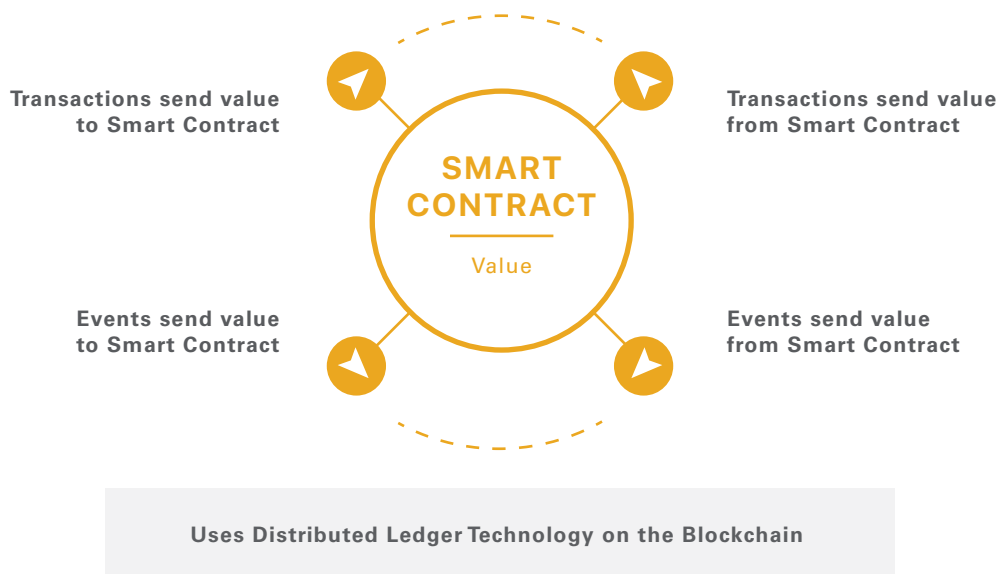 Transactions send value
to Smart Contract
Transactions send value
from Smart Contract
SMART
CONTRACT
Value
Events send value
to Smart Contract
Events send value
from Smart Contract
Uses Distributed Ledger Technology on the Blockchain